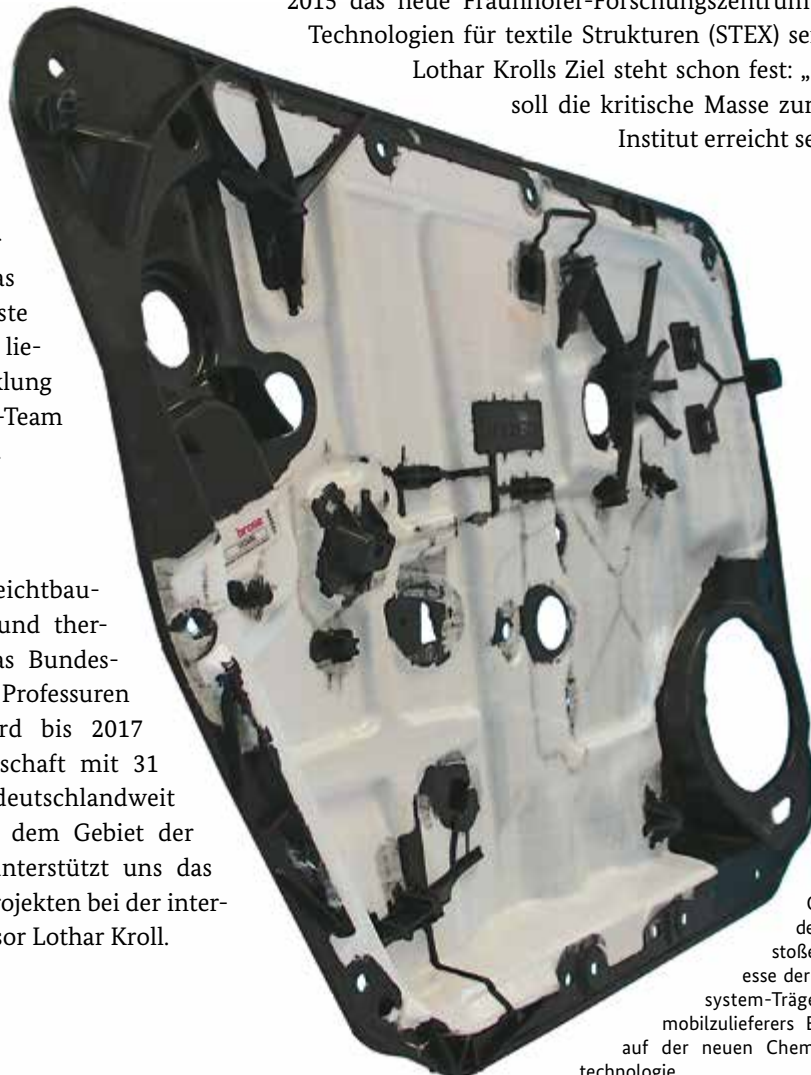 2015 das neue Fraunhofer-Forschungszentrum
Technologien für textile Strukturen (STEX) se
Lothar Krolls Ziel steht schon fest: „
soll die kritische Masse zu
Institut erreicht se
as
ste
lie-
klung
-Team
eichtbau-
und ther-
as Bundes-
Professuren
rd bis 2017
schaft mit 31
deutschlandweit
dem Gebiet der
nterstützt uns das
rojekten bei der inter-
sor Lothar Kroll.
brose
de
stoße
esse der
system-Träge
mobilzulieferers
auf der neuen Chem
technologie